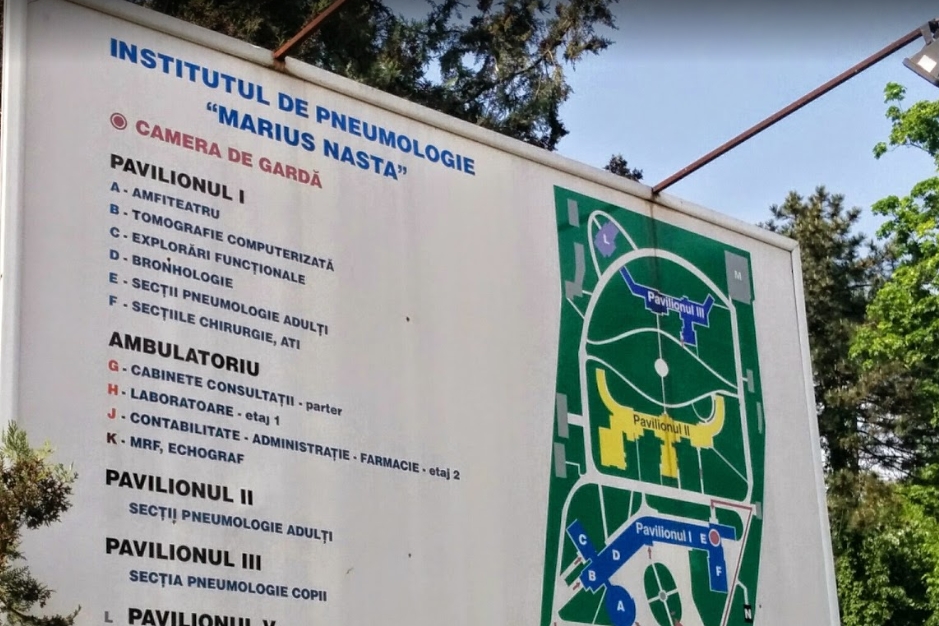 INSTITUTUL DE PNEUMOLOGIE
"MARIUS NASTA"
CAMERA DE GARDĂ
PAVILIONUL I
A - AMFITEATRU
B - TOMOGRAFIE COMPUTERIZATĂ
C - EXPLORĂRI FUNCȚIONALE
D - BRONHOLOGIE
E - SECȚII PNEUMOLOGIE ADULȚI
F - SECȚIILE CHIRURGIE, ATI
AMBULATORIU
G - CABINETE CONSULTAȚII - parter
H - LABORATOARE - etaj 1
J - CONTABILITATE - ADMINISTRAȚIE - FARMACIE - etaj 2
K - MRF, ECHOGRAF
PAVILIONUL II
SECȚII PNEUMOLOGIE ADULȚI
PAVILIONUL III
SECȚIA PNEUMOLOGIE COPII
L PAVILIONUL V
L
M
Pavilionul III
Pavilionul II
Pavilionul I
E
C
D
B
F
A
N